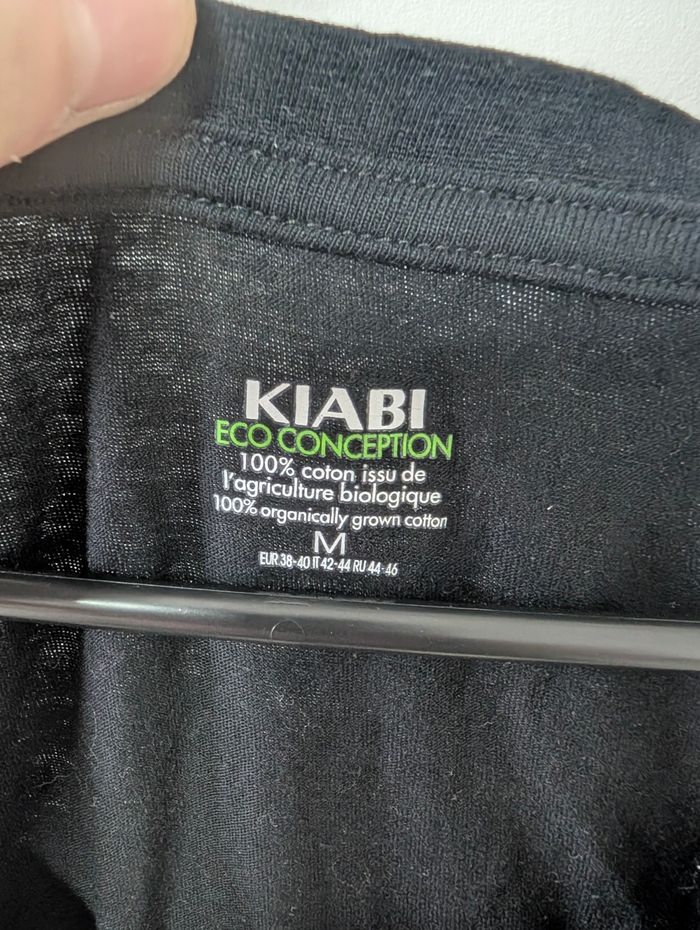 KIABI
ECO CONCEPTION
100% coton issu de
l'agriculture biologique
100% organically grown cotton
M
EUR 38-40 IT 42-44 RU 44-46